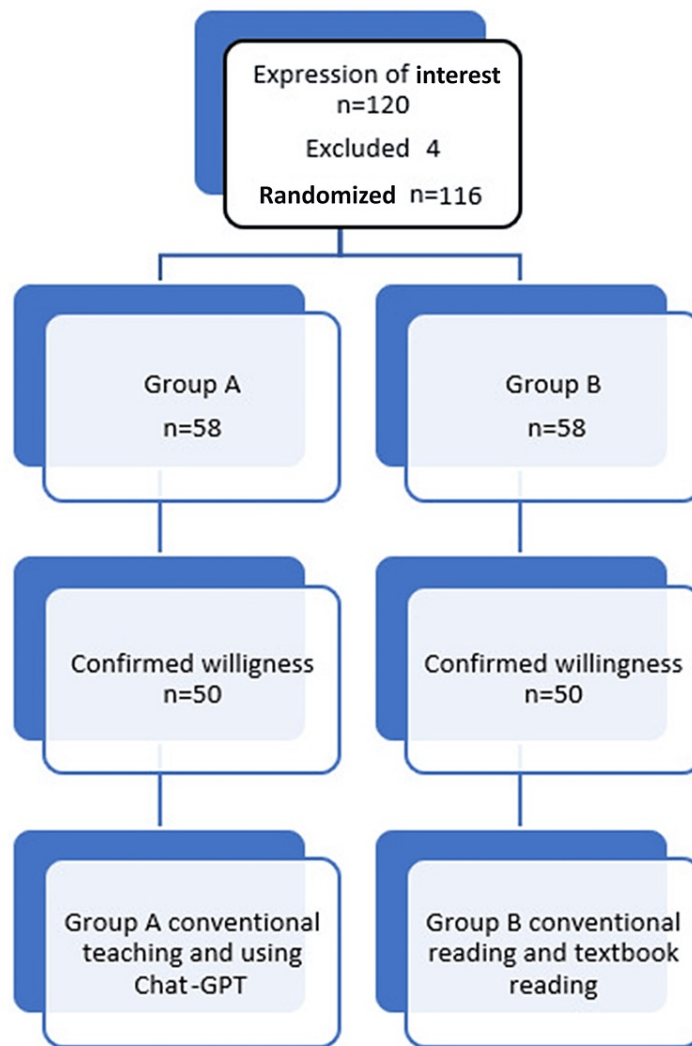 Expression of interest
n=120
Excluded 4
Randomized n=116
Group A
n=58
Group B
n=58
Confirmed willigness
n=50
Confirmed willingness
n=50
Group A conventional
teaching and using
Chat-GPT
Group B conventional
reading and textbook
reading